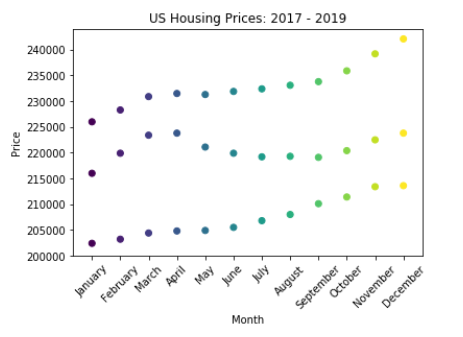 US Housing Prices: 2017 - 2019
240000
235000
230000
225000
220000
215000
210000
205000
200000
Price
January
February
March
April
May
June
July
August
September
October
November
December
Month